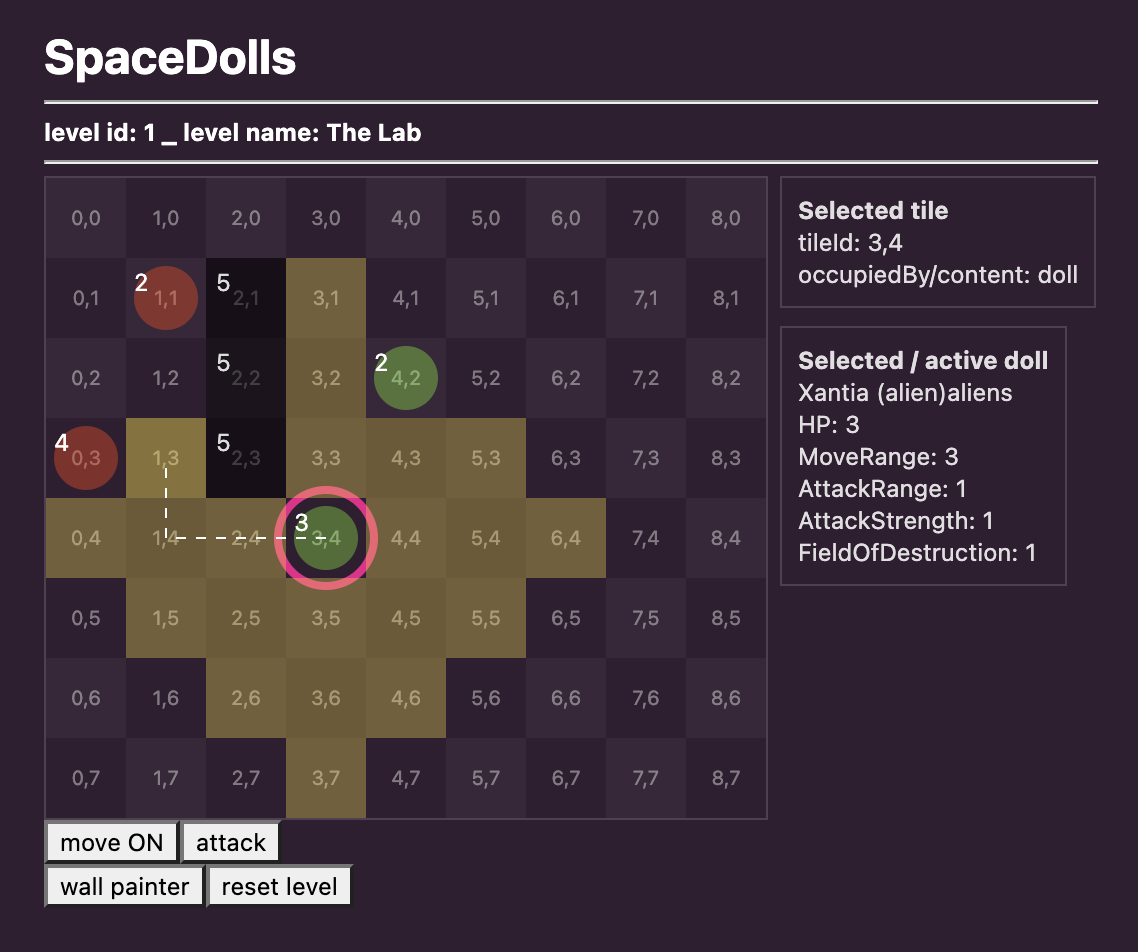 SpaceDolls
level id: 1 _ level name: The Lab
0,0 1,0 2,0 3,0 4,0 5,0 6,0 7,0 8,0
0,1 2 1,1 5 2,1 3,1 4,1 5,1 6,1 7,1 8,1
0,2 1,2 5 2,2 3,2 2 4,2 5,2 6,2 7,2 8,2
4 0,3 1,3 5 2,3 3,3 4,3 5,3 6,3 7,3 8,3
0,4 1,4 2,4 3 3,4 4,4 5,4 6,4 7,4 8,4
0,5 1,5 2,5 3,5 4,5 5,5 6,5 7,5 8,5
0,6 1,6 2,6 3,6 4,6 5,6 6,6 7,6 8,6
0,7 1,7 2,7 3,7 4,7 5,7 6,7 7,7 8,7
move ON attack
wall painter reset level
Selected tile
tileId: 3,4
occupiedBy/content: doll
Selected / active doll
Xantia (alien)aliens
HP: 3
MoveRange: 3
AttackRange: 1
AttackStrength: 1
FieldOfDestruction: 1